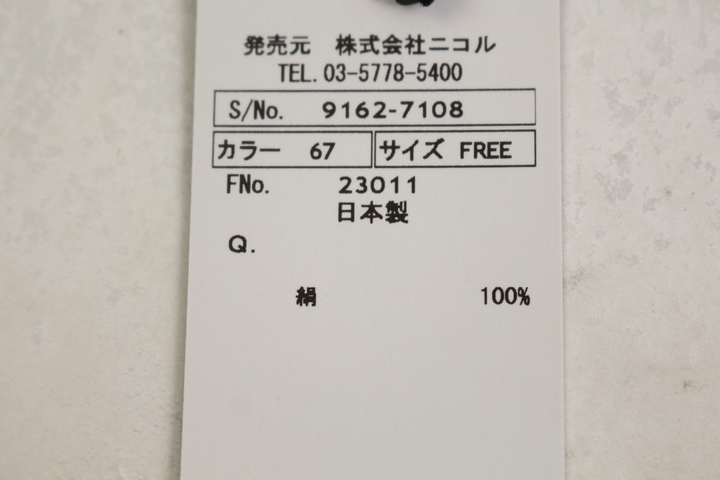 発売元　株式会社ニコル
TEL.03-5778-5400
S/No. 9162-7108
カラー 67 サイズ FREE
FNo. 23011
日本製
Q.
絹 100%